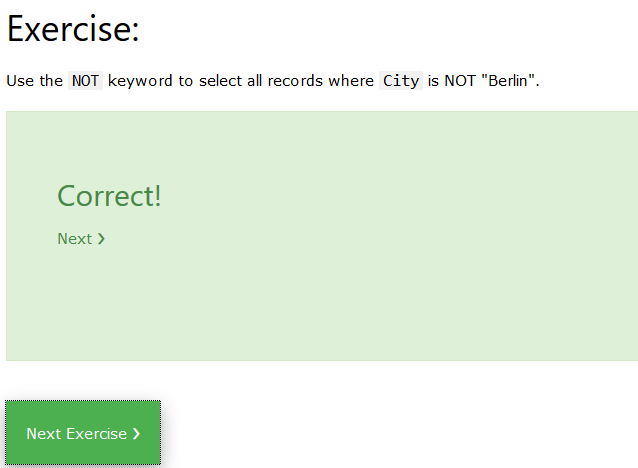 Exercise:
Use the NOT keyword to select all records where City is NOT "Berlin".
Correct!
Next ❯
Next Exercise ❯